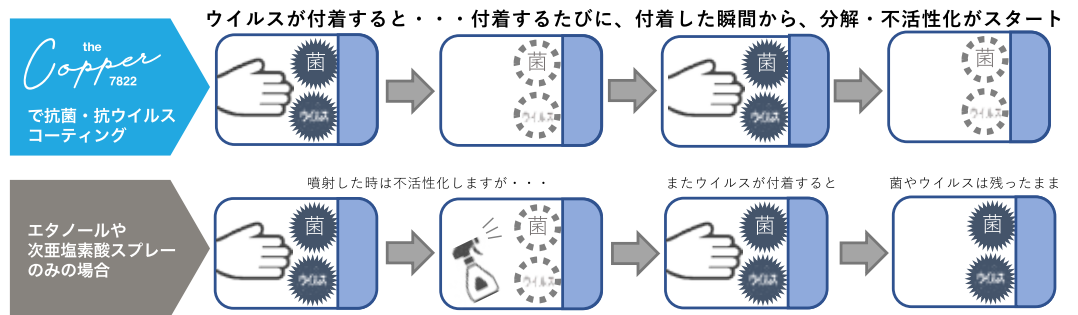 ウイルスが付着すると・・・付着するたびに、付着した瞬間から、分解・不活性化がスタート
the
Copper
7822
で抗菌・抗ウイルス
コーティング
菌
ウイルス
菌
ウイルス
菌
ウイルス
菌
ウイルス
噴射した時は不活性化しますが・・・
またウイルスが付着すると
菌やウイルスは残ったまま
エタノールや
次亜塩素酸スプレー
のみの場合
菌
ウイルス
菌
ウイルス
菌
ウイルス
菌
ウイルス